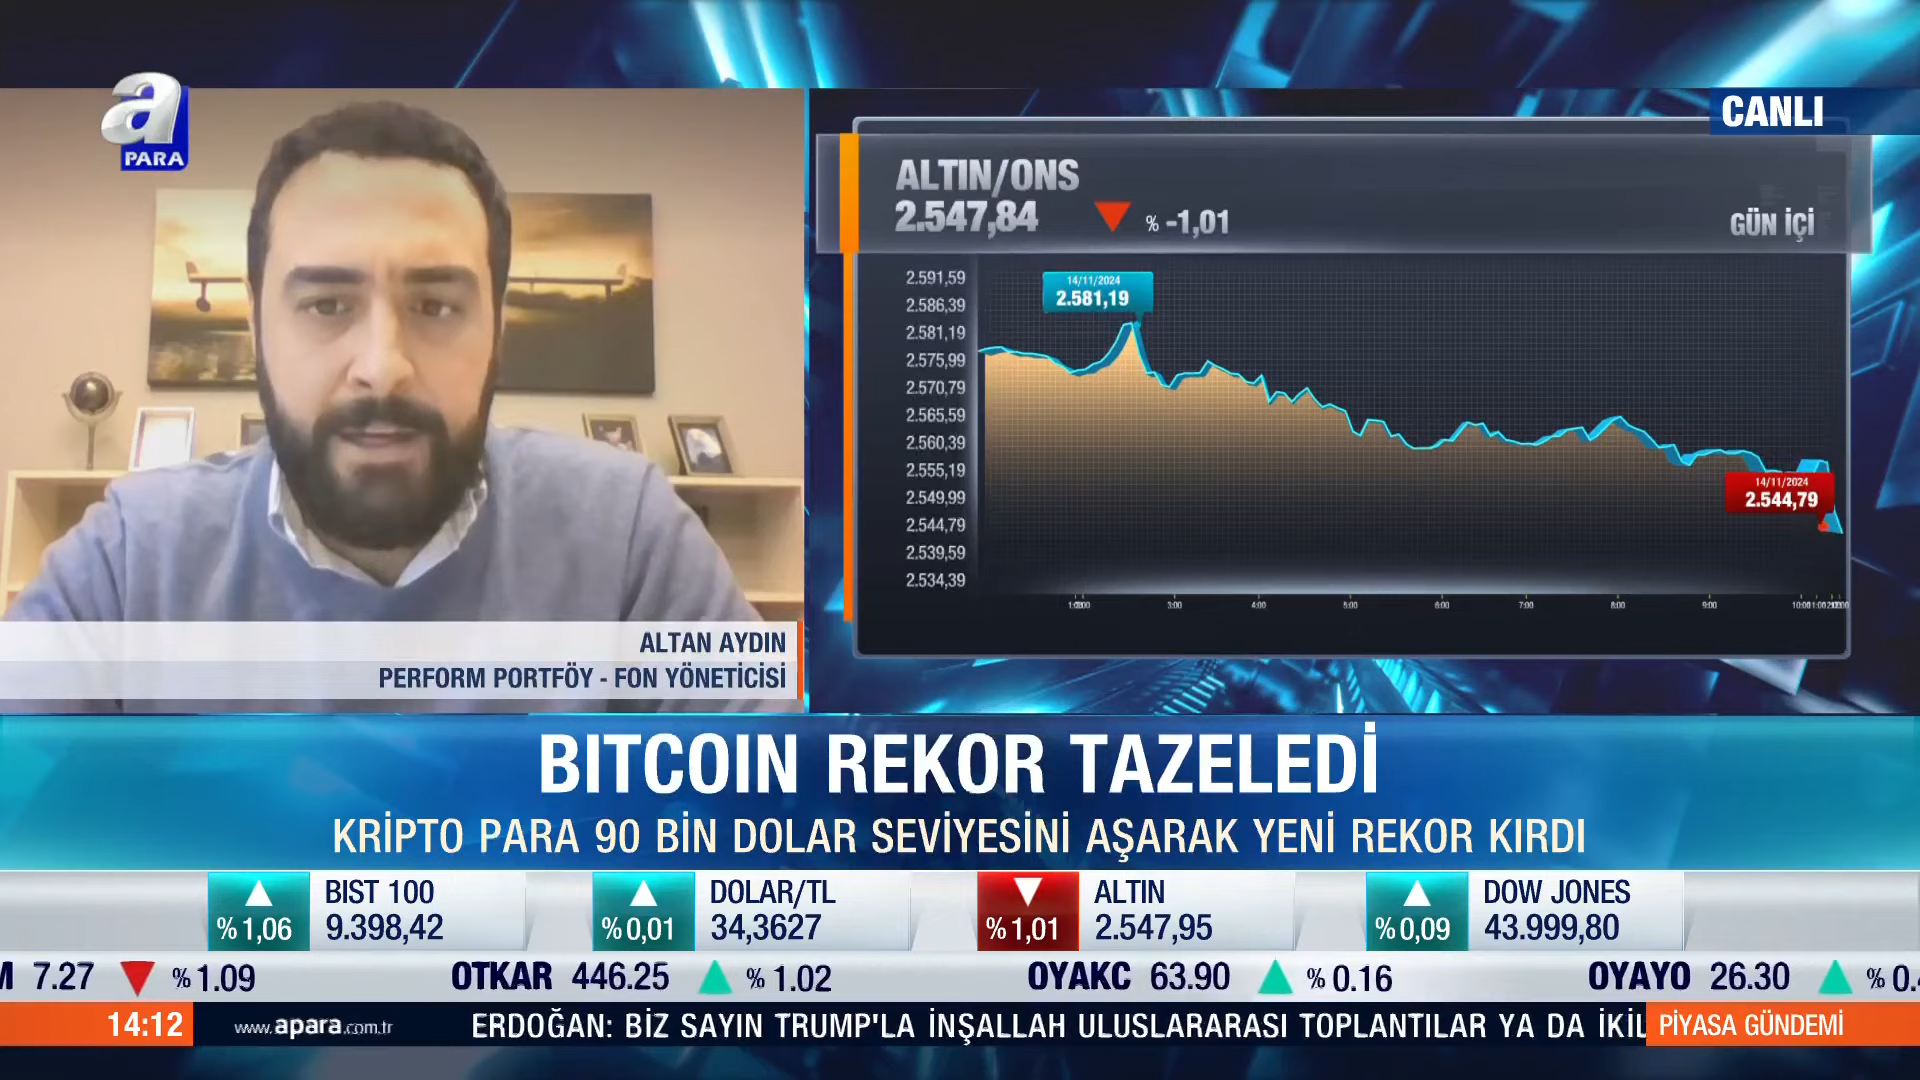 a
PARA
CANLI
ALTIN/ONS
2.547,84 % -1,01
GÜN İÇİ
2.591,59
2.586,39
2.581,19
2.575,99
2.570,79
2.565,59
2.560,39
2.555,19
2.549,99
2.544,79
2.539,59
2.534,39
14/11/2024
2.581,19
14/11/2024
2.544,79
3:00 4:00 5:00 6:00 7:00 8:00 9:00
ALTAN AYDIN
PERFORM PORTFÖY - FON YÖNETİCİSİ
BITCOIN REKOR TAZELEDİ
KRİPTO PARA 90 BİN DOLAR SEVİYESİNİ AŞARAK YENİ REKOR KIRDI
% 1,06 BIST 100 9.398,42
% 0,01 DOLAR/TL 34,3627
% 1,01 ALTIN 2.547,95
% 0,09 DOW JONES 43.999,80
M 7.27 % 1.09 OTKAR 446.25 % 1.02 OYAKC 63.90 % 0.16 OYAYO 26.30 % 0.
14:12 www.apara.com.tr ERDOĞAN: BİZ SAYIN TRUMP'LA İNŞALLAH ULUSLARARASI TOPLANTILAR YA DA İKİL PİYASA GÜNDEMİ